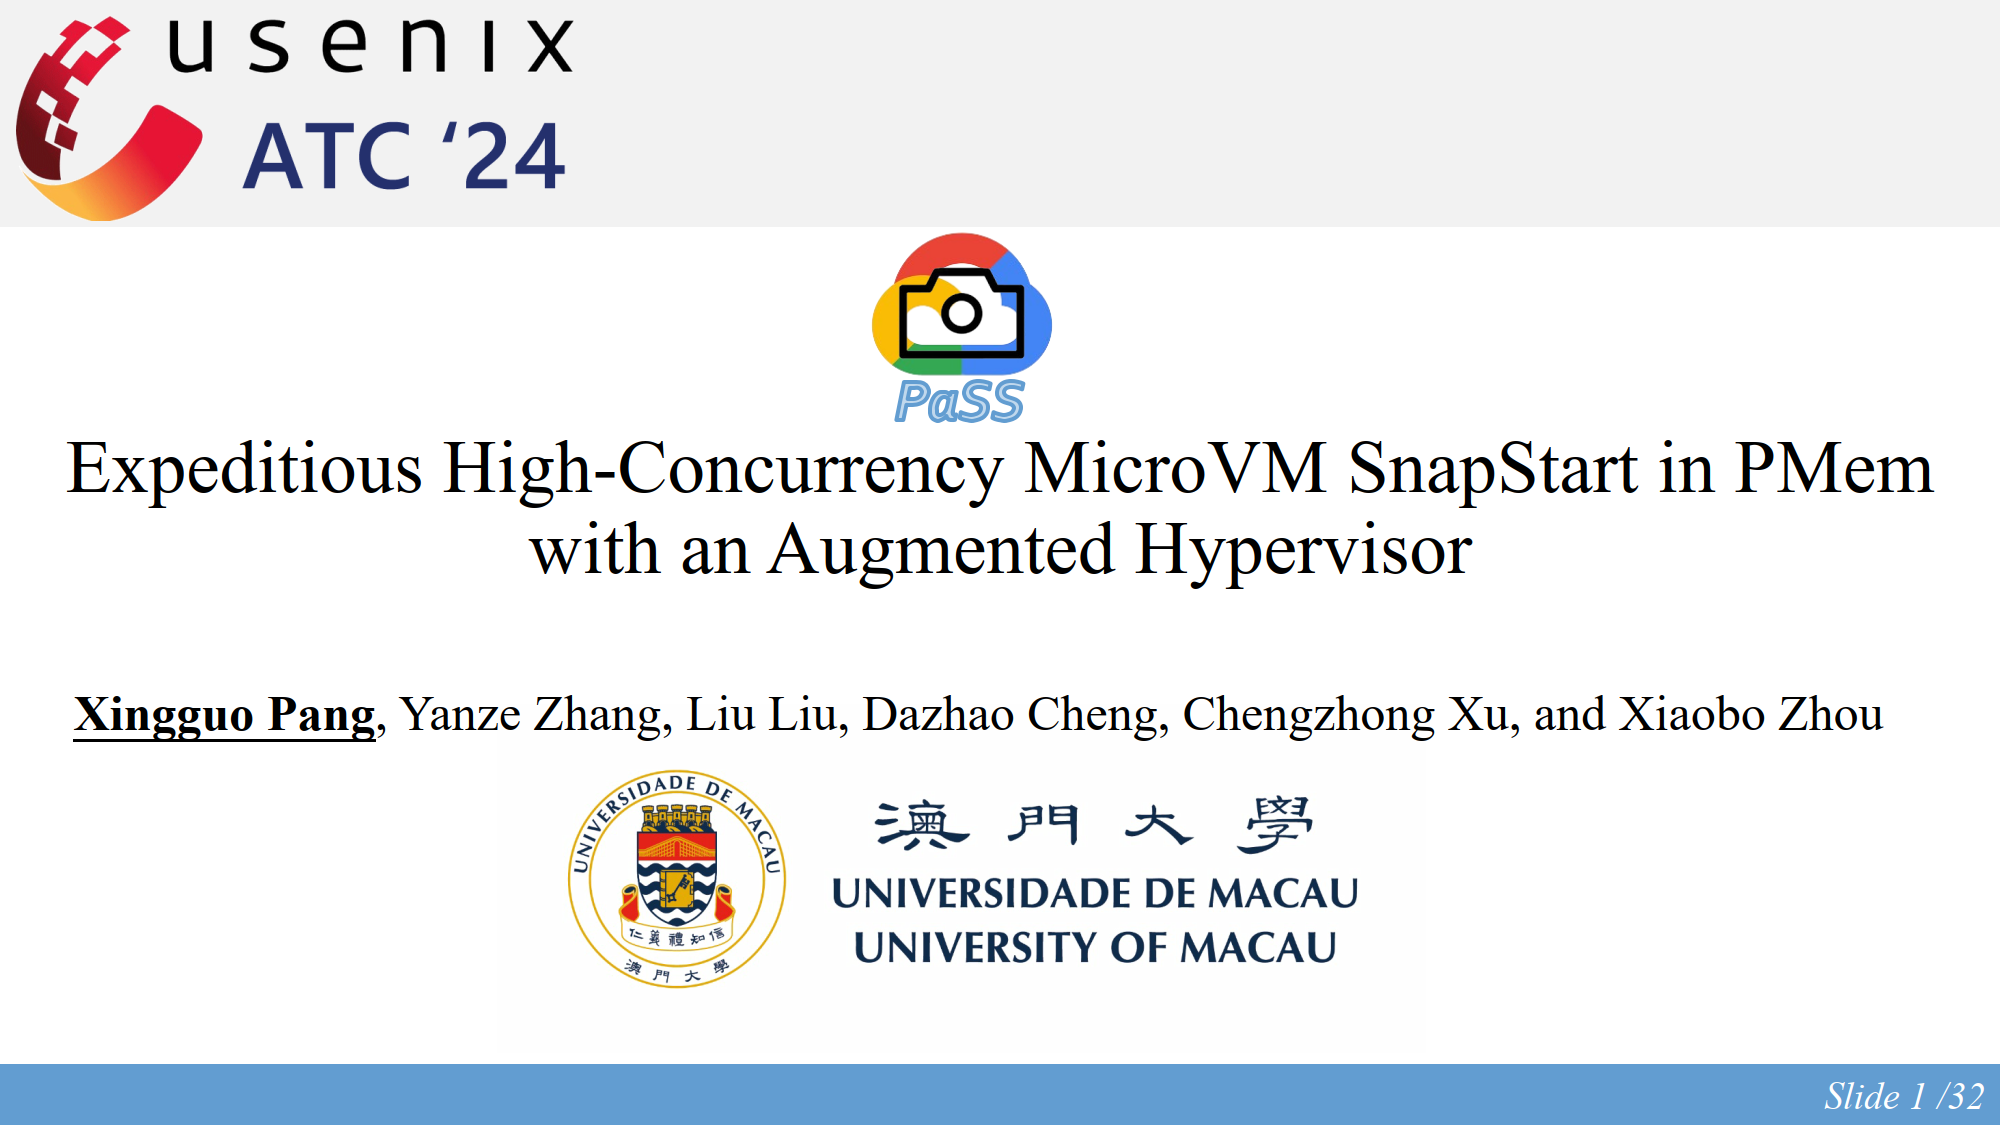 usenix
ATC ‘24
PaSS
Expeditious High-Concurrency MicroVM SnapStart in PMem
with an Augmented Hypervisor
Xingguo Pang, Yanze Zhang, Liu Liu, Dazhao Cheng, Chengzhong Xu, and Xiaobo Zhou
UNIVERSIDADE DE MACAU
仁義禮知信
澳門大學
澳門大學
UNIVERSIDADE DE MACAU
UNIVERSITY OF MACAU
Slide 1 /32